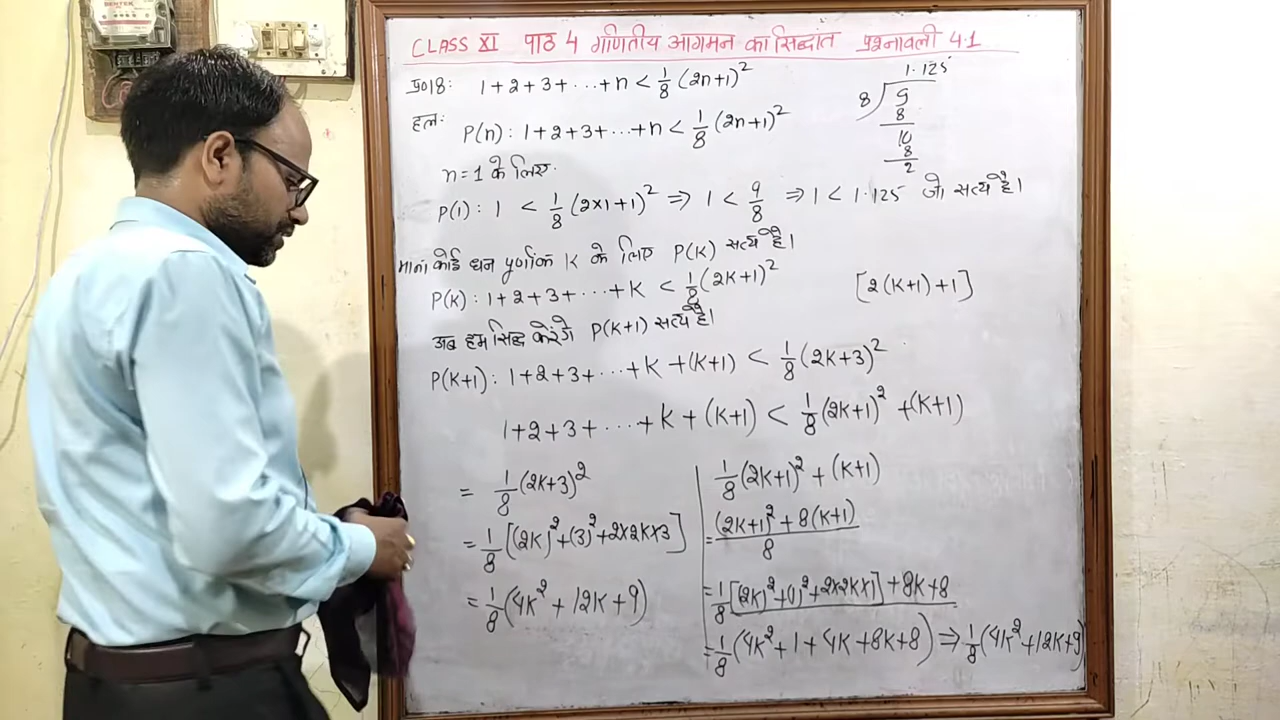 CLASS XI पाठ 4 गणितीय आगमन का सिद्धांत प्रश्नावली 4.1
प्र018: 1+2+3+...+n < 1/8 (2n+1)²
हल:
P(n): 1+2+3+...+n < 1/8 (2n+1)²
1.125
8 ) 9
8
10
8
2
n=1 के लिए
P(1): 1 < 1/8 (2×1+1)² ⇒ 1 < 9/8 ⇒ 1 < 1.125 जो सत्य है।
माना कोई धन पूर्णांक K के लिए P(K) सत्य है।
P(K): 1+2+3+...+K < 1/8 (2K+1)²
[2(K+1)+1]
अब हम सिद्ध करेंगे P(K+1) सत्य है।
P(K+1): 1+2+3+...+K+(K+1) < 1/8 (2K+3)²
1+2+3+....+K+(K+1) < 1/8 (2K+1)² + (K+1)
= 1/8 (2K+3)²
= 1/8 [(2K)²+(3)²+2×2K×3]
= 1/8 (4K²+12K+9)
1/8 (2K+1)² + (K+1)
= (2K+1)²+8(K+1) / 8
= 1/8 [(2K)²+(1)²+2×2K×1]+8K+8
= 1/8 (4K²+1+4K+8K+8) ⇒ 1/8 (4K²+12K+9)